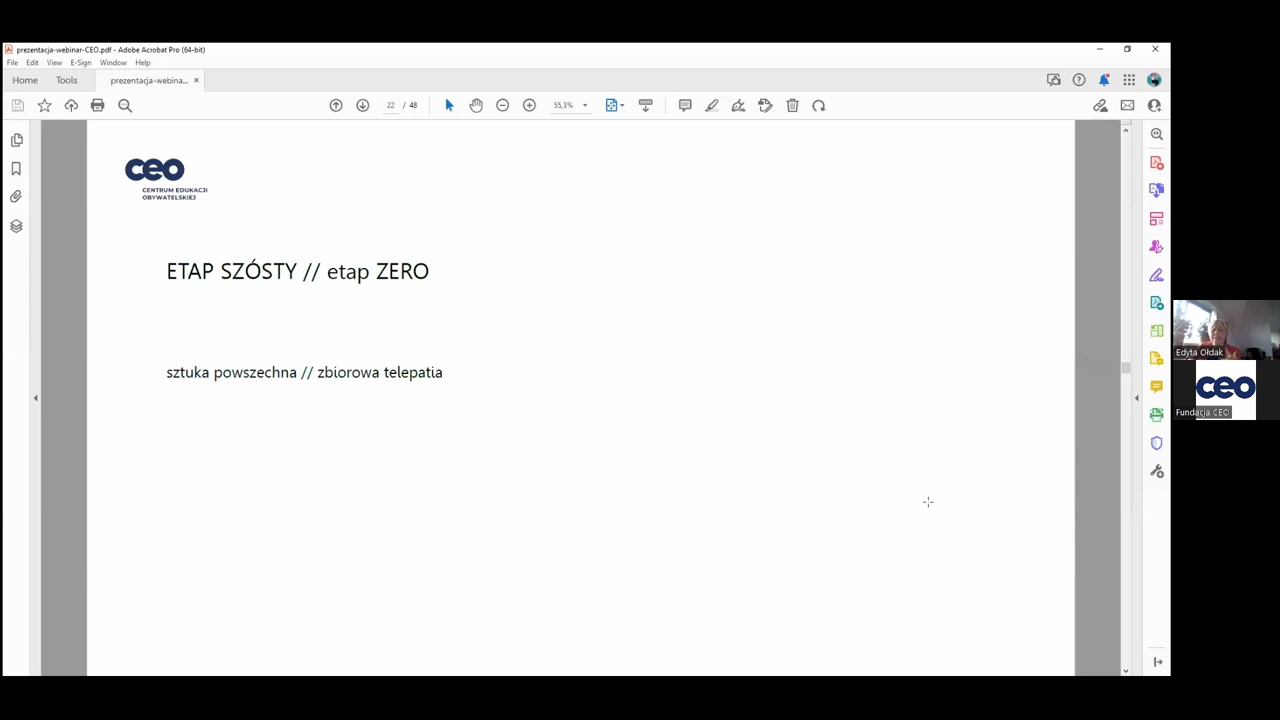 prezentacja-webinar-CEO.pdf - Adobe Acrobat Pro (64-bit)
File Edit View E-Sign Window Help
Home Tools prezentacja-webina... ×
22 / 48 55,3%
ceo
CENTRUM EDUKACJI
OBYWATELSKIEJ
ETAP SZÓSTY // etap ZERO
sztuka powszechna // zbiorowa telepatia
Edyta Ołdak
ceo
Fundacja CEO